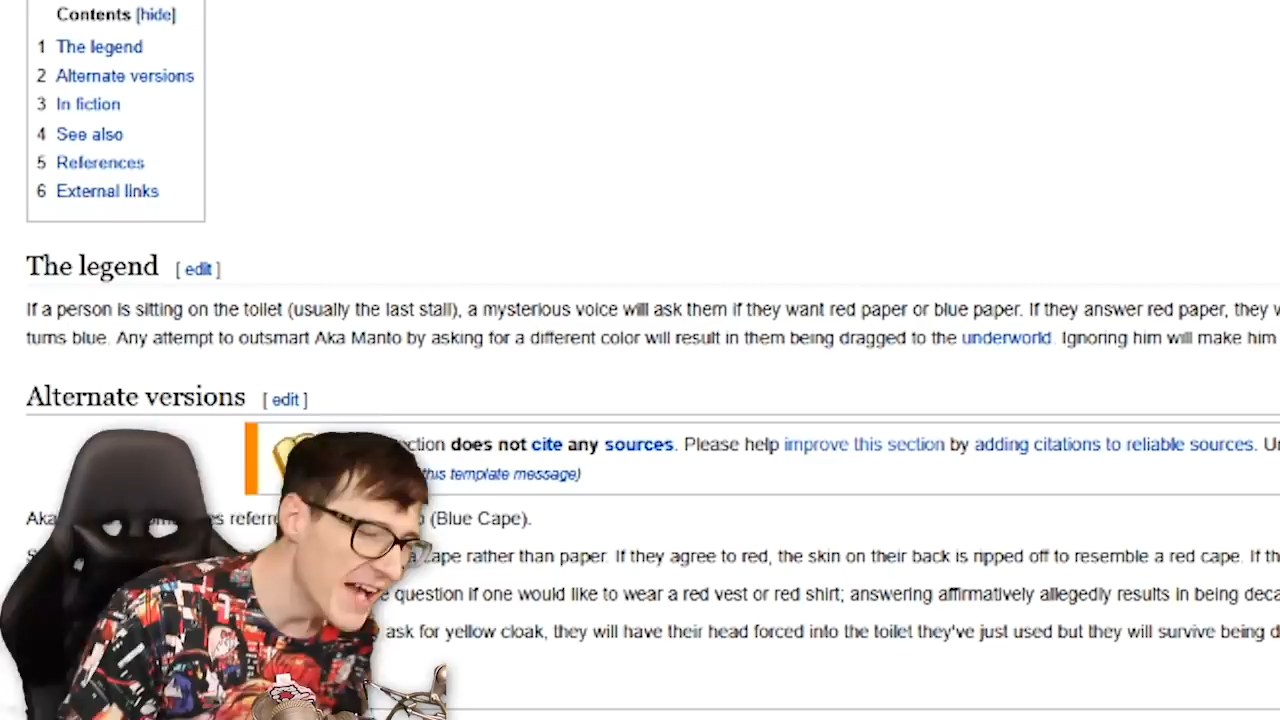 Contents [hide]
1 The legend
2 Alternate versions
3 In fiction
4 See also
5 References
6 External links
The legend [ edit ]
If a person is sitting on the toilet (usually the last stall), a mysterious voice will ask them if they want red paper or blue paper. If they answer red paper, they
turns blue. Any attempt to outsmart Aka Manto by asking for a different color will result in them being dragged to the underworld. Ignoring him will make him
Alternate versions [ edit ]
does not cite any sources. Please help improve this section by adding citations to reliable sources.
this template message)
Aka (Blue Cape).
cape rather than paper. If they agree to red, the skin on their back is ripped off to resemble a red cape. If
question if one would like to wear a red vest or red shirt; answering affirmatively allegedly results in being
ask for yellow cloak, they will have their head forced into the toilet they've just used but they will survive being